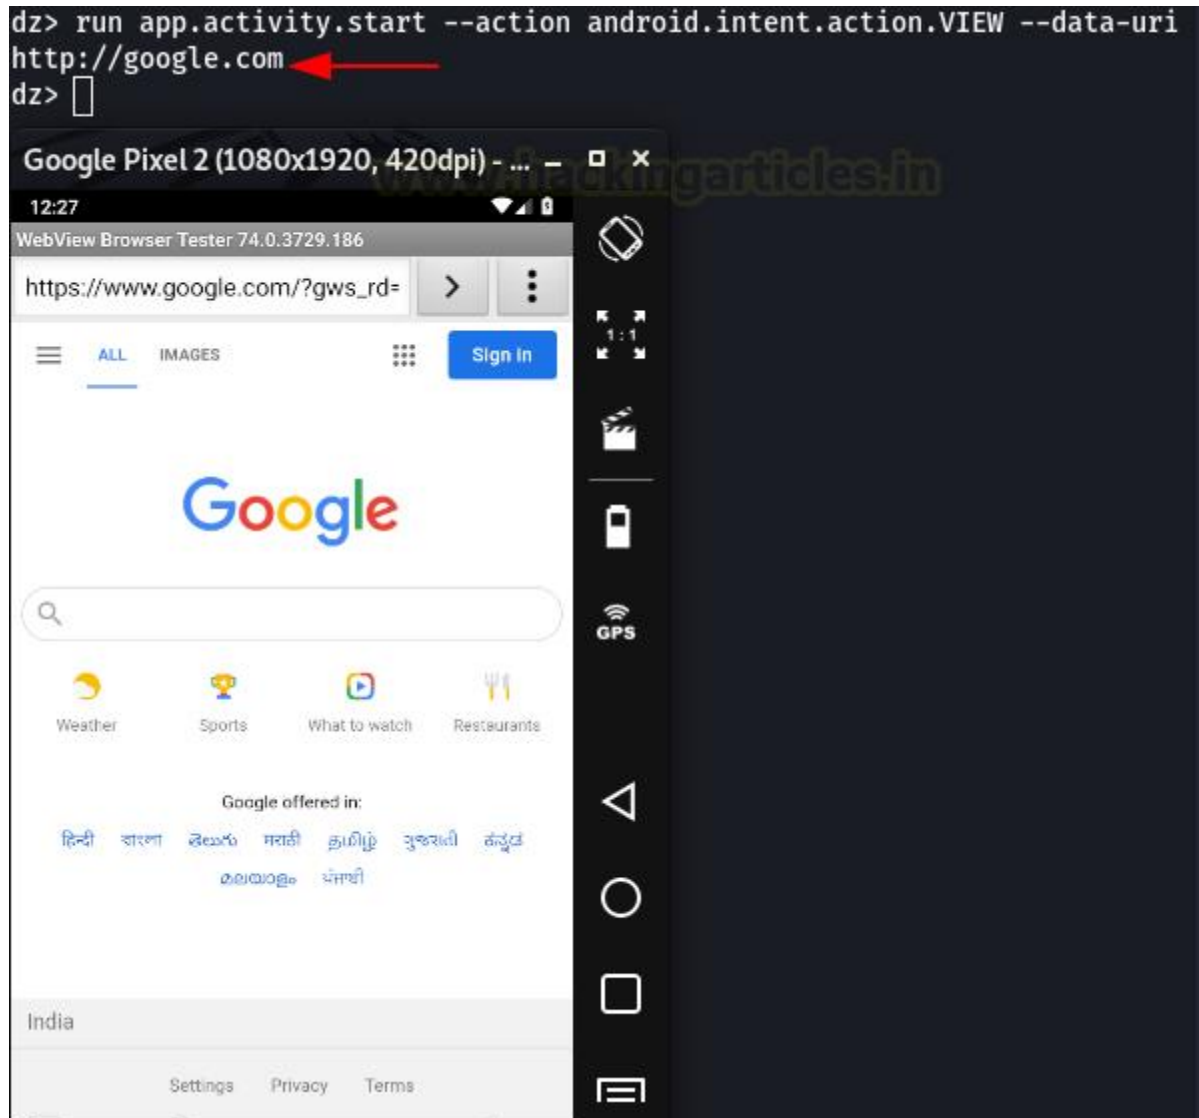 dz> run app.activity.start --action android.intent.action.VIEW --data-uri
http://google.com
dz>
Google Pixel 2 (1080x1920, 420dpi) - ...
www.hackingarticles.in
12:27
WebView Browser Tester 74.0.3729.186
https://www.google.com/?gws_rd=
1:1
ALL IMAGES Sign in
Google
GPS
Weather Sports What to watch Restaurants
Google offered in:
हिन्दी বাংলা తెలుగు मराठी தமிழ் ગુજરાતી ಕನ್ನಡ
മലയാളം ਪੰਜਾਬੀ
India
Settings Privacy Terms